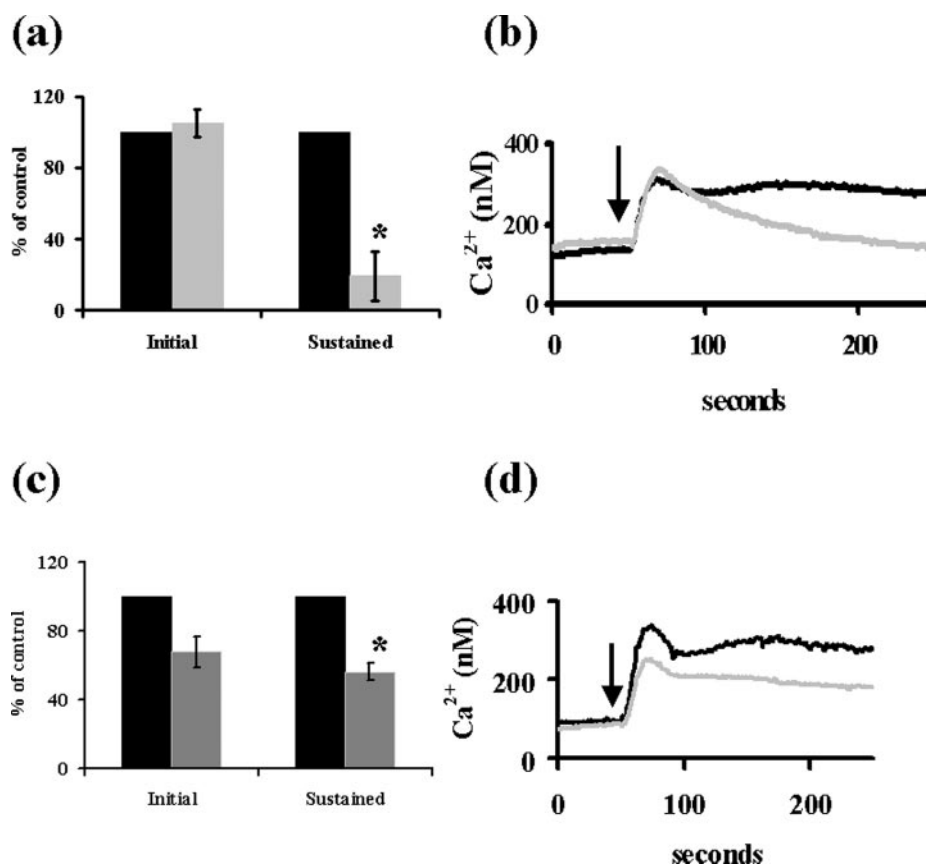 (a)
% of control
120
80
40
0
*
Initial Sustained
(b)
Ca2+ (nM)
400
200
0
0 100 200
seconds
(c)
% of control
120
80
40
0
*
Initial Sustained
(d)
Ca2+ (nM)
400
200
0
0 100 200
seconds